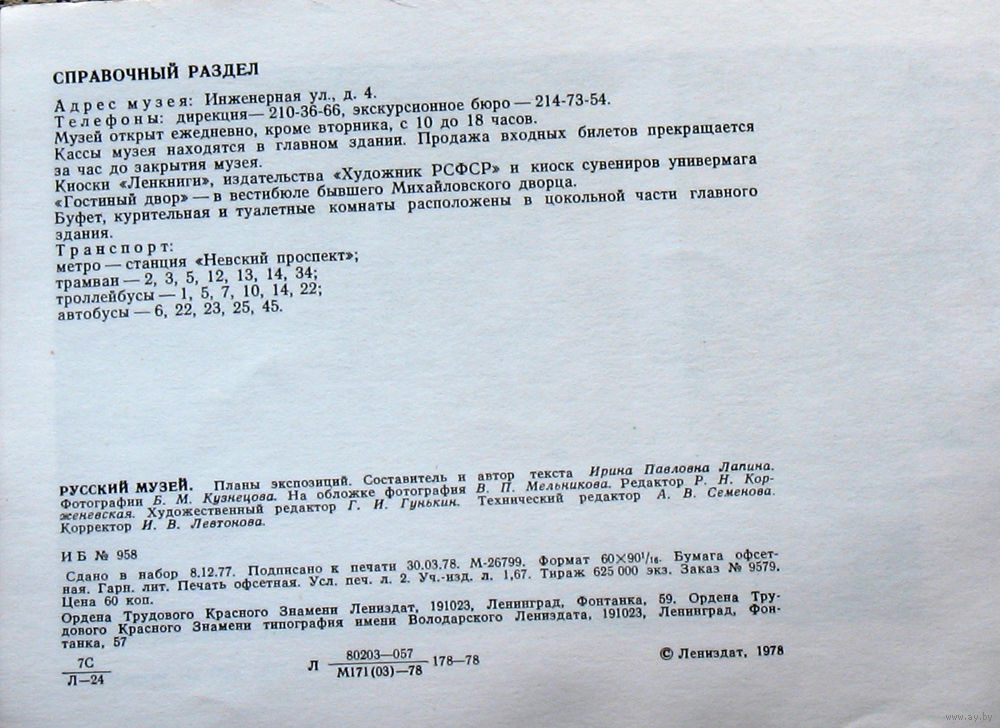 СПРАВОЧНЫЙ РАЗДЕЛ
Адрес музея: Инженерная ул., д. 4.
Телефоны: дирекция — 210-36-66, экскурсионное бюро — 214-73-54.
Музей открыт ежедневно, кроме вторника, с 10 до 18 часов.
Кассы музея находятся в главном здании. Продажа входных билетов прекращается
за час до закрытия музея.
Киоски «Ленкниги», издательства «Художник РСФСР» и киоск сувениров универмага
«Гостиный двор» — в вестибюле бывшего Михайловского дворца.
Буфет, курительная и туалетные комнаты расположены в цокольной части главного
здания.
Транспорт:
метро — станция «Невский проспект»;
трамваи — 2, 3, 5, 12, 13, 14, 34;
троллейбусы — 1, 5, 7, 10, 14, 22;
автобусы — 6, 22, 23, 25, 45.
РУССКИЙ МУЗЕЙ. Планы экспозиций. Составитель и автор текста Ирина Павловна Лапина.
Фотографии Б. М. Кузнецова. На обложке фотография В. П. Мельникова. Редактор Р. Н. Кор-
женевская. Художественный редактор Г. И. Гунькин. Технический редактор А. В. Семенова.
Корректор И. В. Левтонова.
ИБ № 958
Сдано в набор 8.12.77. Подписано к печати 30.03.78. М-26799. Формат 60×90¹/₁₆. Бумага офсет-
ная. Гарн. лит. Печать офсетная. Усл. печ. л. 2. Уч.-изд. л. 1,67. Тираж 625 000 экз. Заказ № 9579.
Цена 60 коп.
Ордена Трудового Красного Знамени Лениздат, 191023, Ленинград, Фонтанка, 59. Ордена Тру-
дового Красного Знамени типография имени Володарского Лениздата, 191023, Ленинград, Фон-
танка, 57
7С
Л—24
Л 80203—057 178—78
М171(03)—78
© Лениздат, 1978
www.ay.by